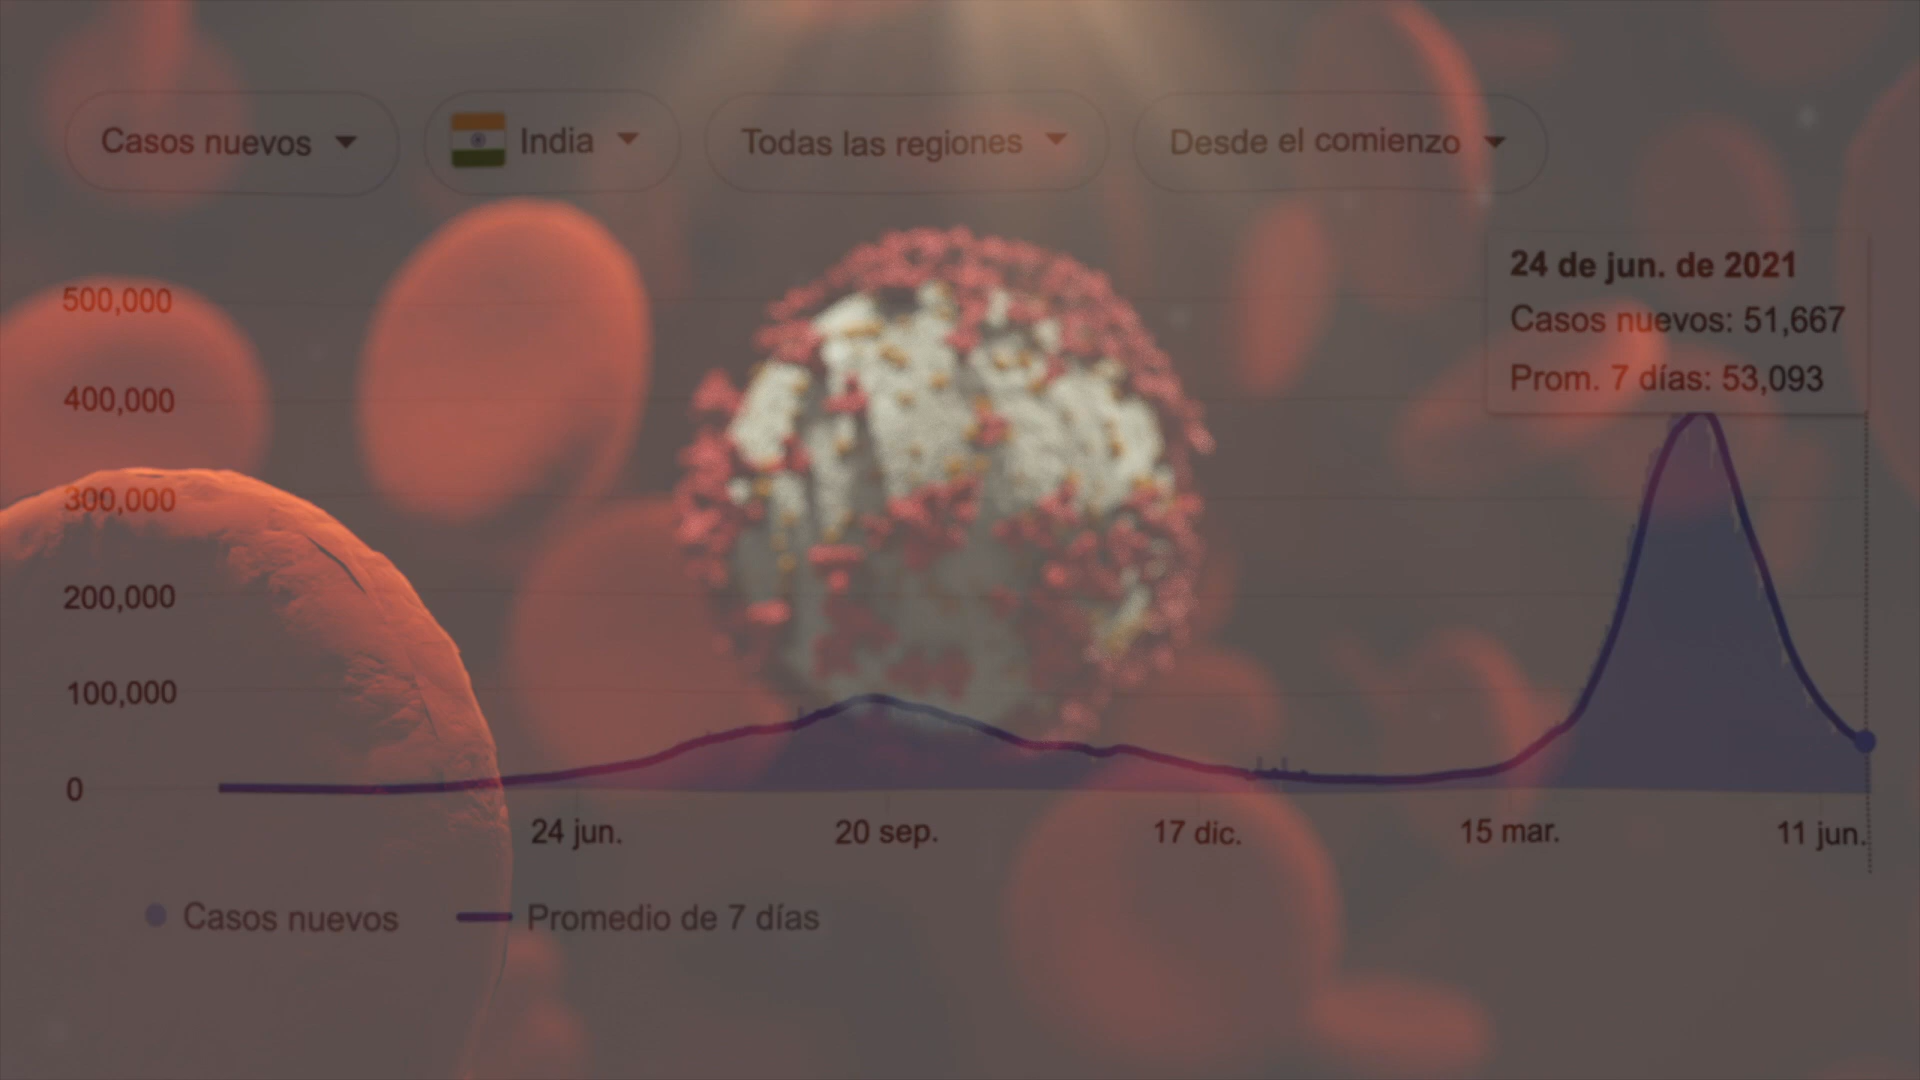 Casos nuevos
India
Todas las regiones
Desde el comienzo
24 de jun. de 2021
Casos nuevos: 51,667
Prom. 7 días: 53,093
500,000
400,000
300,000
200,000
100,000
0
24 jun.
20 sep.
17 dic.
15 mar.
11 jun.
Casos nuevos
Promedio de 7 días